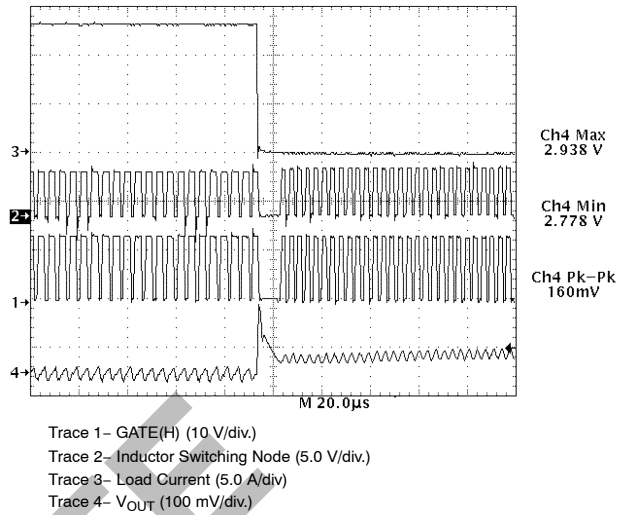 3→
Ch4 Max
2.938 V
2→
Ch4 Min
2.778 V
Ch4 Pk–Pk
160mV
1→
4→
M 20.0µs
Trace 1– GATE(H) (10 V/div.)
Trace 2– Inductor Switching Node (5.0 V/div.)
Trace 3– Load Current (5.0 A/div)
Trace 4– VOUT (100 mV/div.)